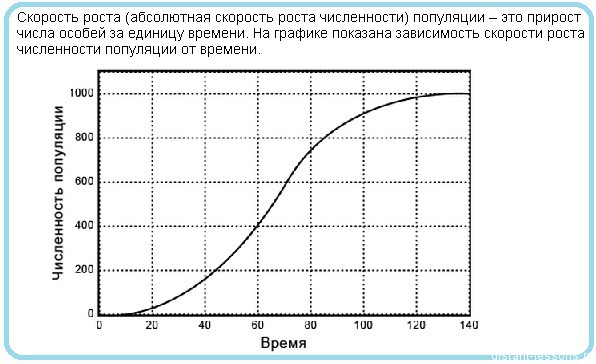 Скорость роста (абсолютная скорость роста численности) популяции – это прирост
числа особей за единицу времени. На графике показана зависимость скорости роста
численности популяции от времени.
Численность популяции
1000
800
600
400
200
0
0 20 40 60 80 100 120 140
Время
distant-lessons.r